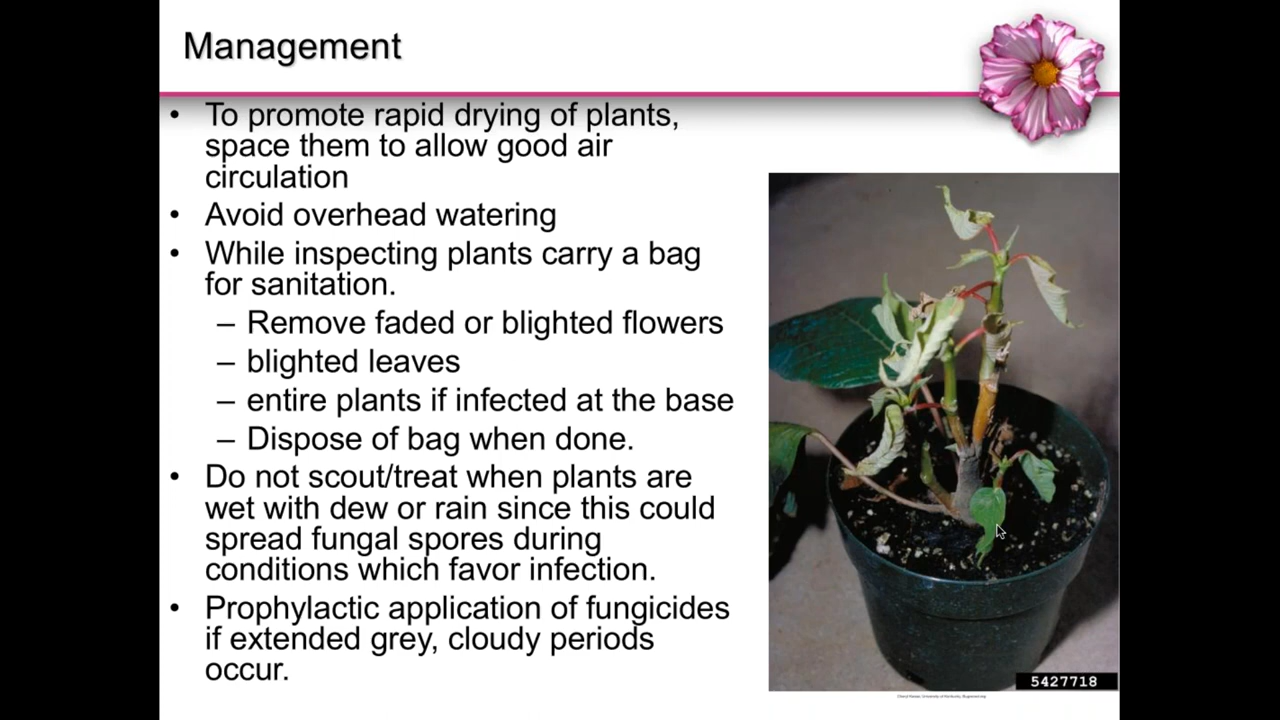 Management
• To promote rapid drying of plants,
space them to allow good air
circulation
• Avoid overhead watering
• While inspecting plants carry a bag
for sanitation.
– Remove faded or blighted flowers
– blighted leaves
– entire plants if infected at the base
– Dispose of bag when done.
• Do not scout/treat when plants are
wet with dew or rain since this could
spread fungal spores during
conditions which favor infection.
• Prophylactic application of fungicides
if extended grey, cloudy periods
occur.
5427718